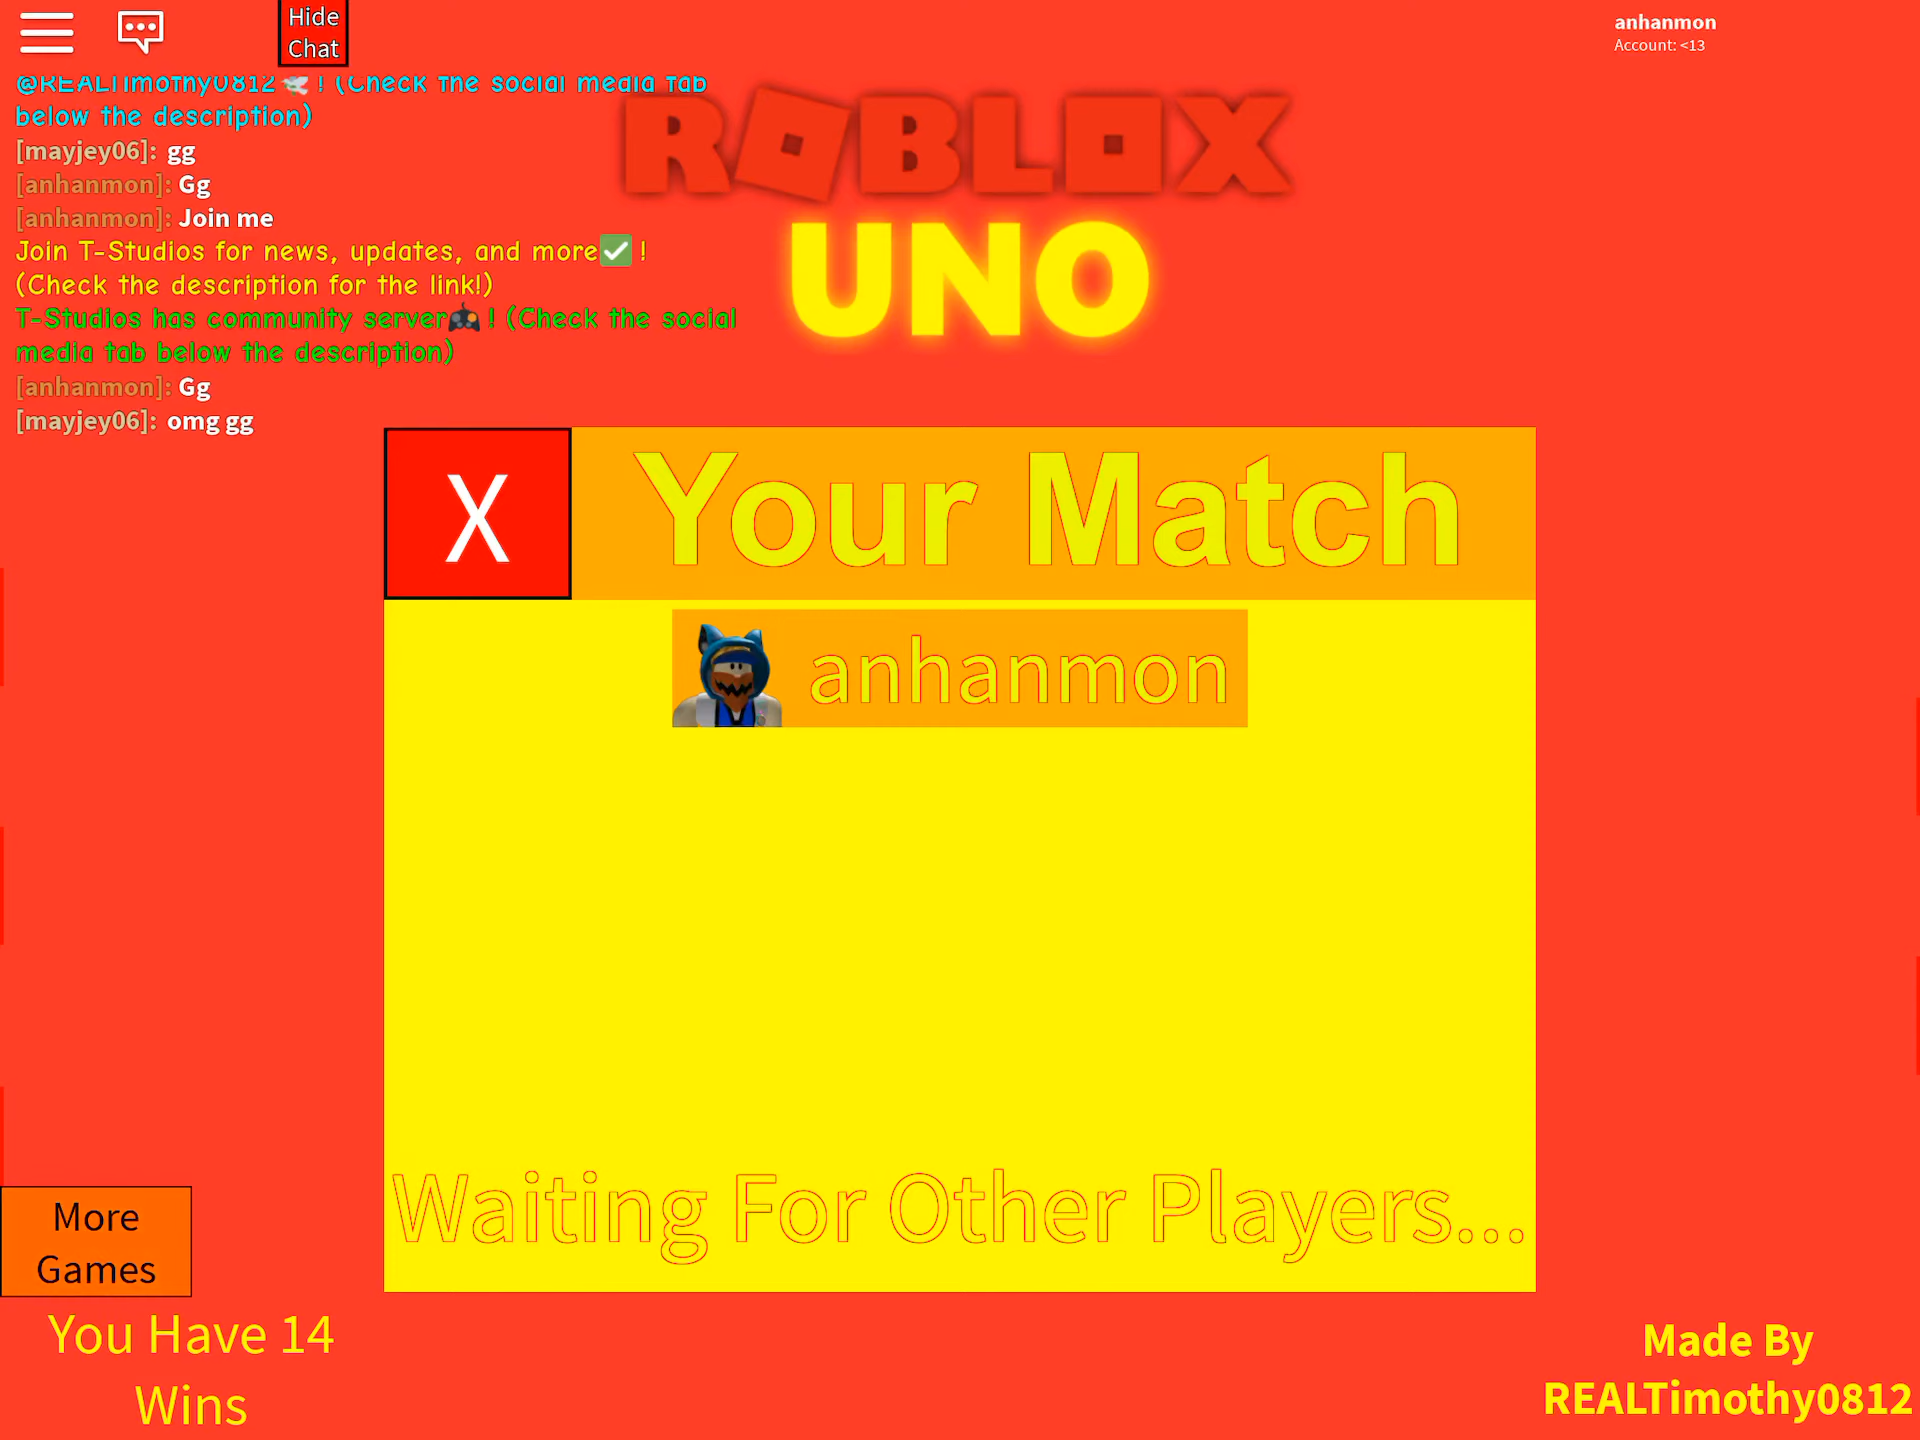 Hide
Chat
anhanmon
Account: <13
@REALTimothy0812🕊️! (Check the social media tab
below the description)
[mayjey06]: gg
[anhanmon]: Gg
[anhanmon]: Join me
Join T-Studios for news, updates, and more✅!
(Check the description for the link!)
T-Studios has community server🎮! (Check the social
media tab below the description)
[anhanmon]: Gg
[mayjey06]: omg gg
ROBLOX
UNO
X
Your Match
anhanmon
Waiting For Other Players...
More
Games
You Have 14
Wins
Made By
REALTimothy0812